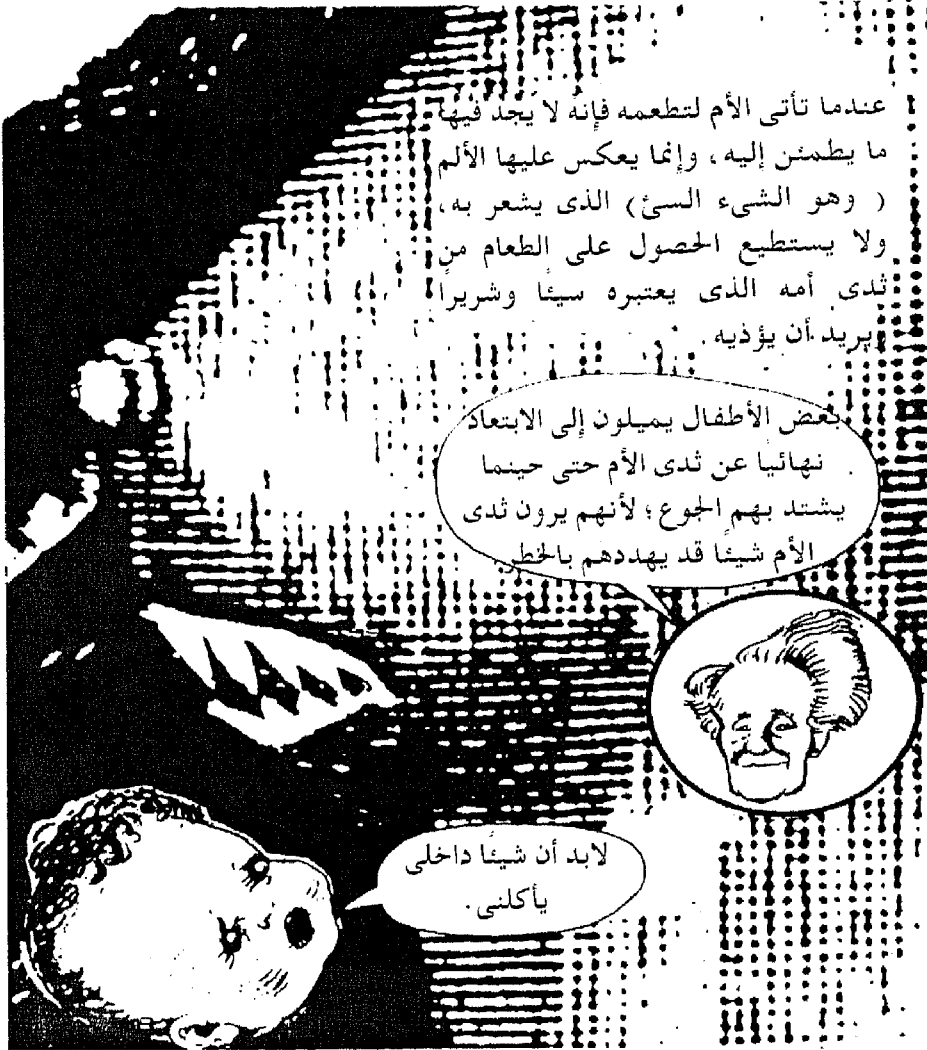 عندما تأتى الأم لتطعمه فإنه لا يجد فيها
ما يطمئن إليه، وإنما يعكس عليها الألم
( وهو الشىء السئ) الذى يشعر به،
ولا يستطيع الحصول على الطعام من
ثدى أمه الذى يعتبره سيئا وشريرا
يريد أن يؤذيه.
بعض الأطفال يميلون إلى الابتعاد
نهائيا عن ثدى الأم حتى حينما
يشتد بهم الجوع؛ لأنهم يرون ثدى
الأم شيئا قد يهددهم بالخطر
لابد أن شيئا داخلى
يأكلنى.